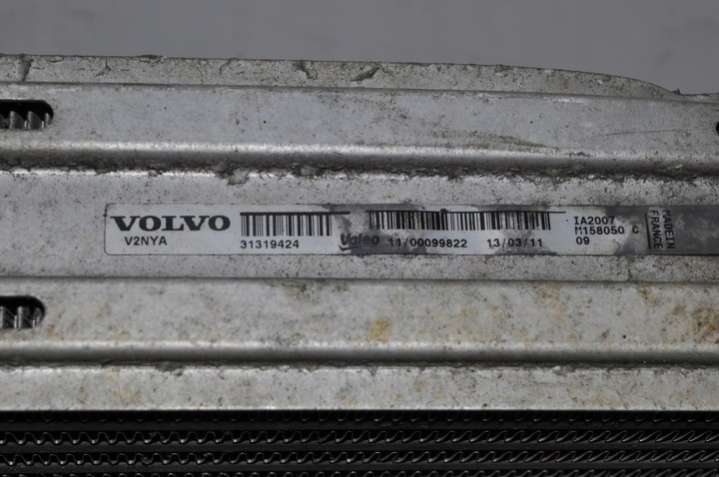 VOLVO
V2NYA
31319424
Valeo
11/00099822
13/03/11
IA2007
M158050 C
09
MADE IN
FRANCE